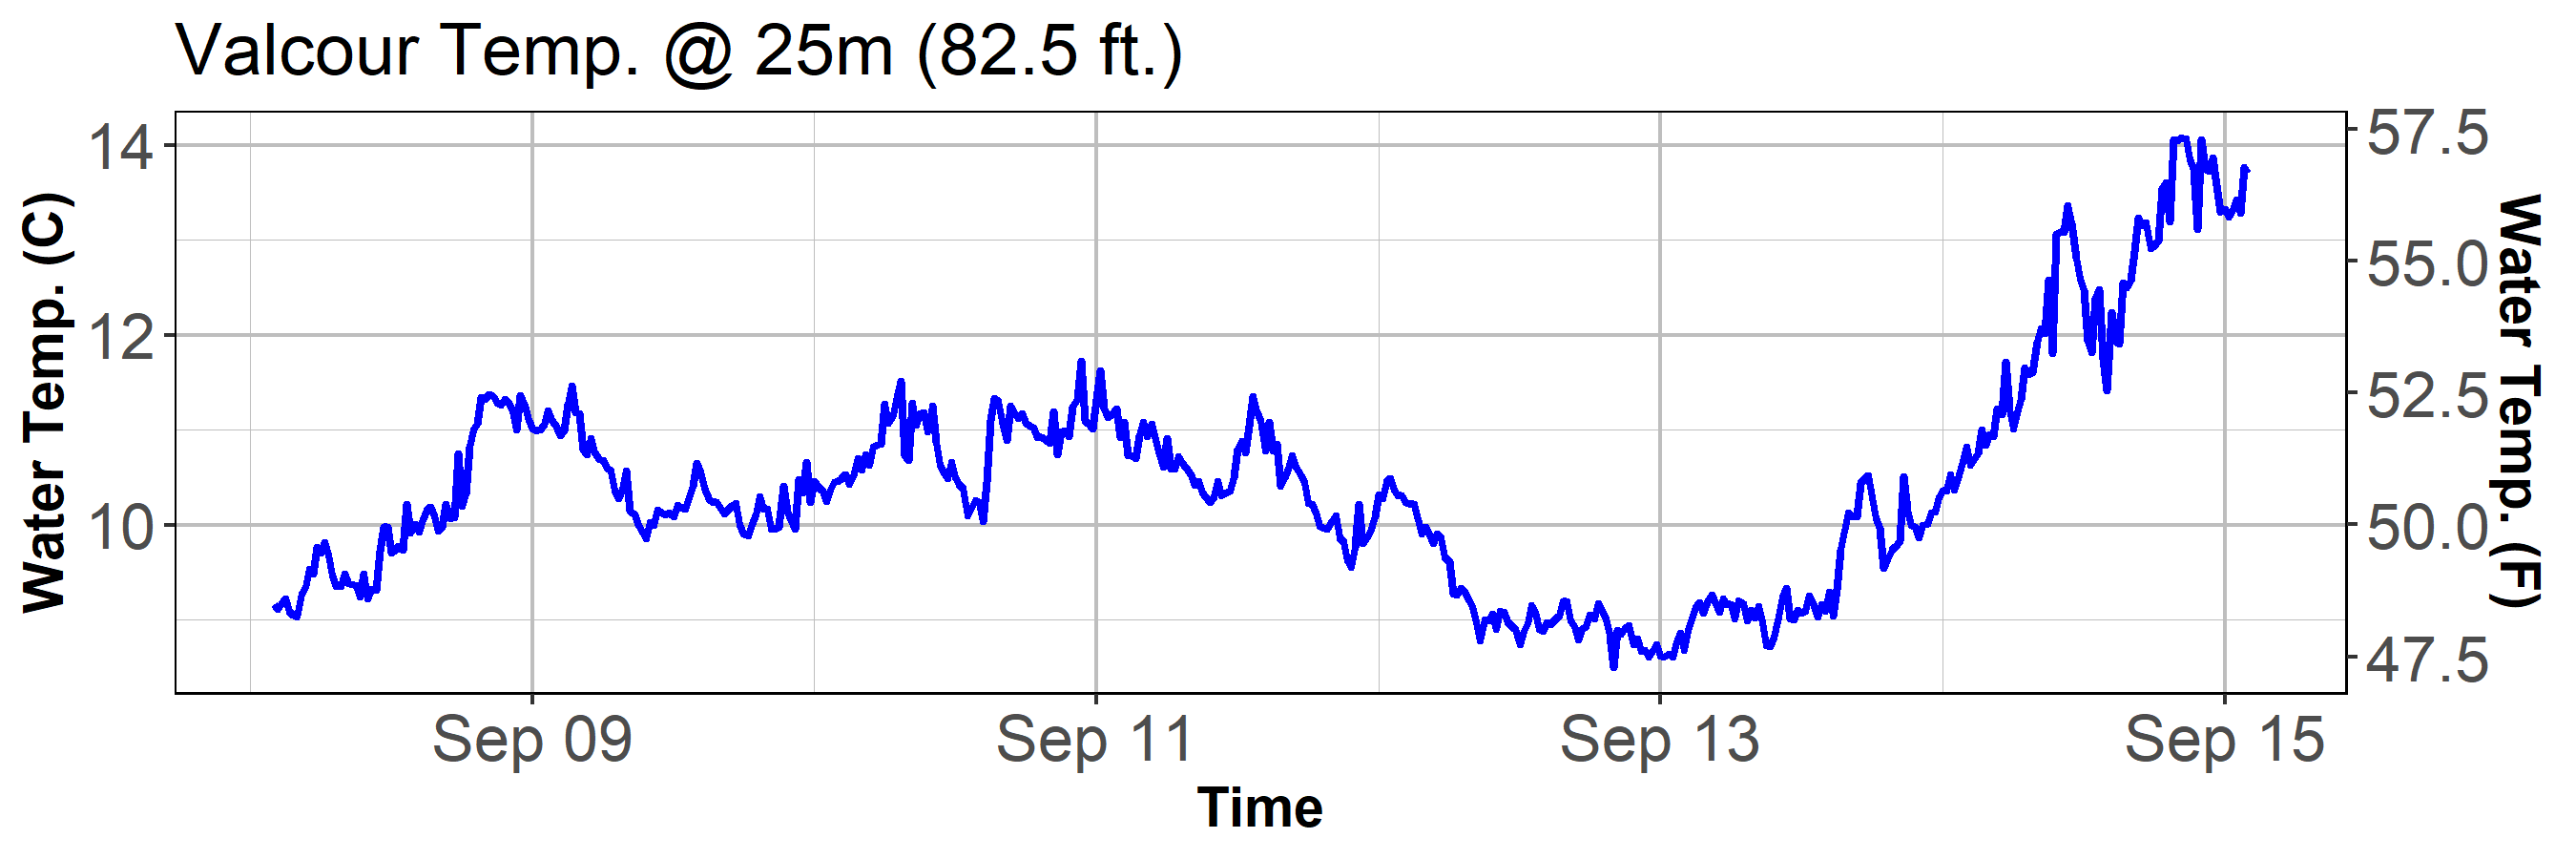 Valcour Temp. @ 25m (82.5 ft.)
Water Temp. (C)
14
12
10
57.5
55.0
52.5
50.0
47.5
Water Temp. (F)
Sep 09 Sep 11 Sep 13 Sep 15
Time